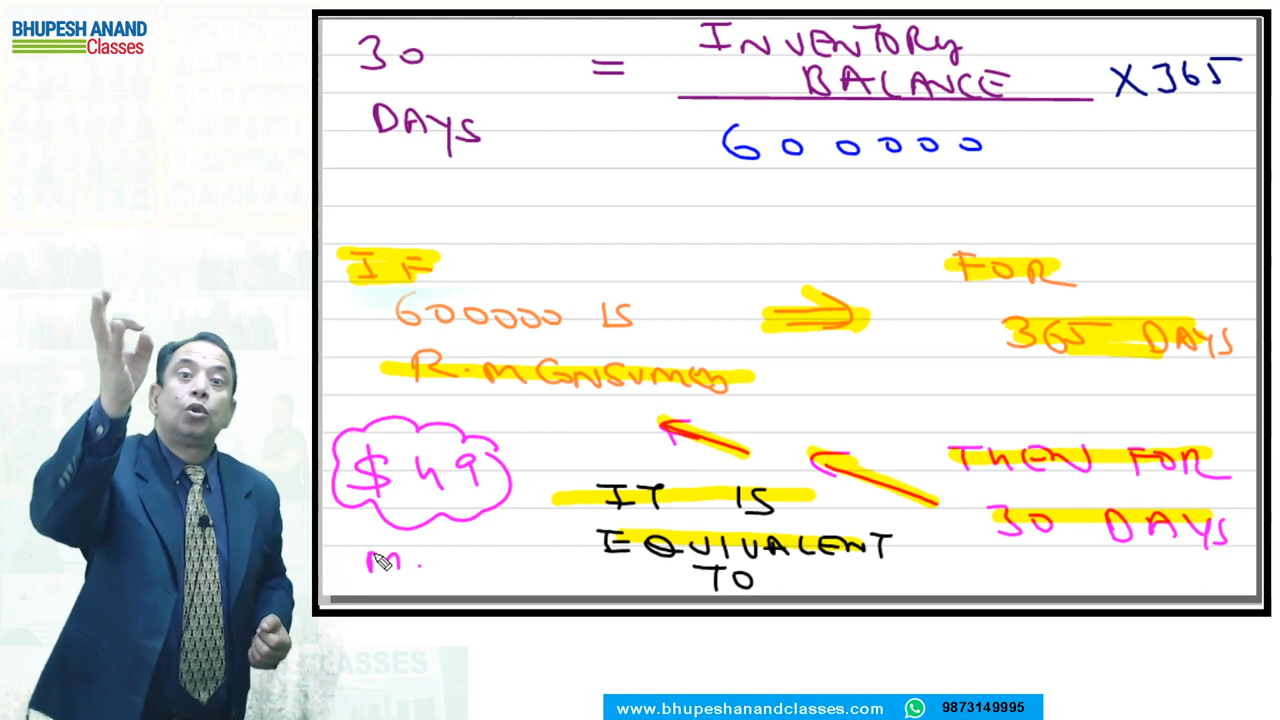 BHUPESH ANAND
Classes
30
DAYS
=
INVENTORY
BALANCE
X 365
600000
IF
600000 IS
R.M CONSUMED
FOR
365 DAYS
$ 49
m.
IT IS
EQUIVALENT
TO
THEN FOR
30 DAYS
CLASSES
www.bhupeshanandclasses.com
9873149995